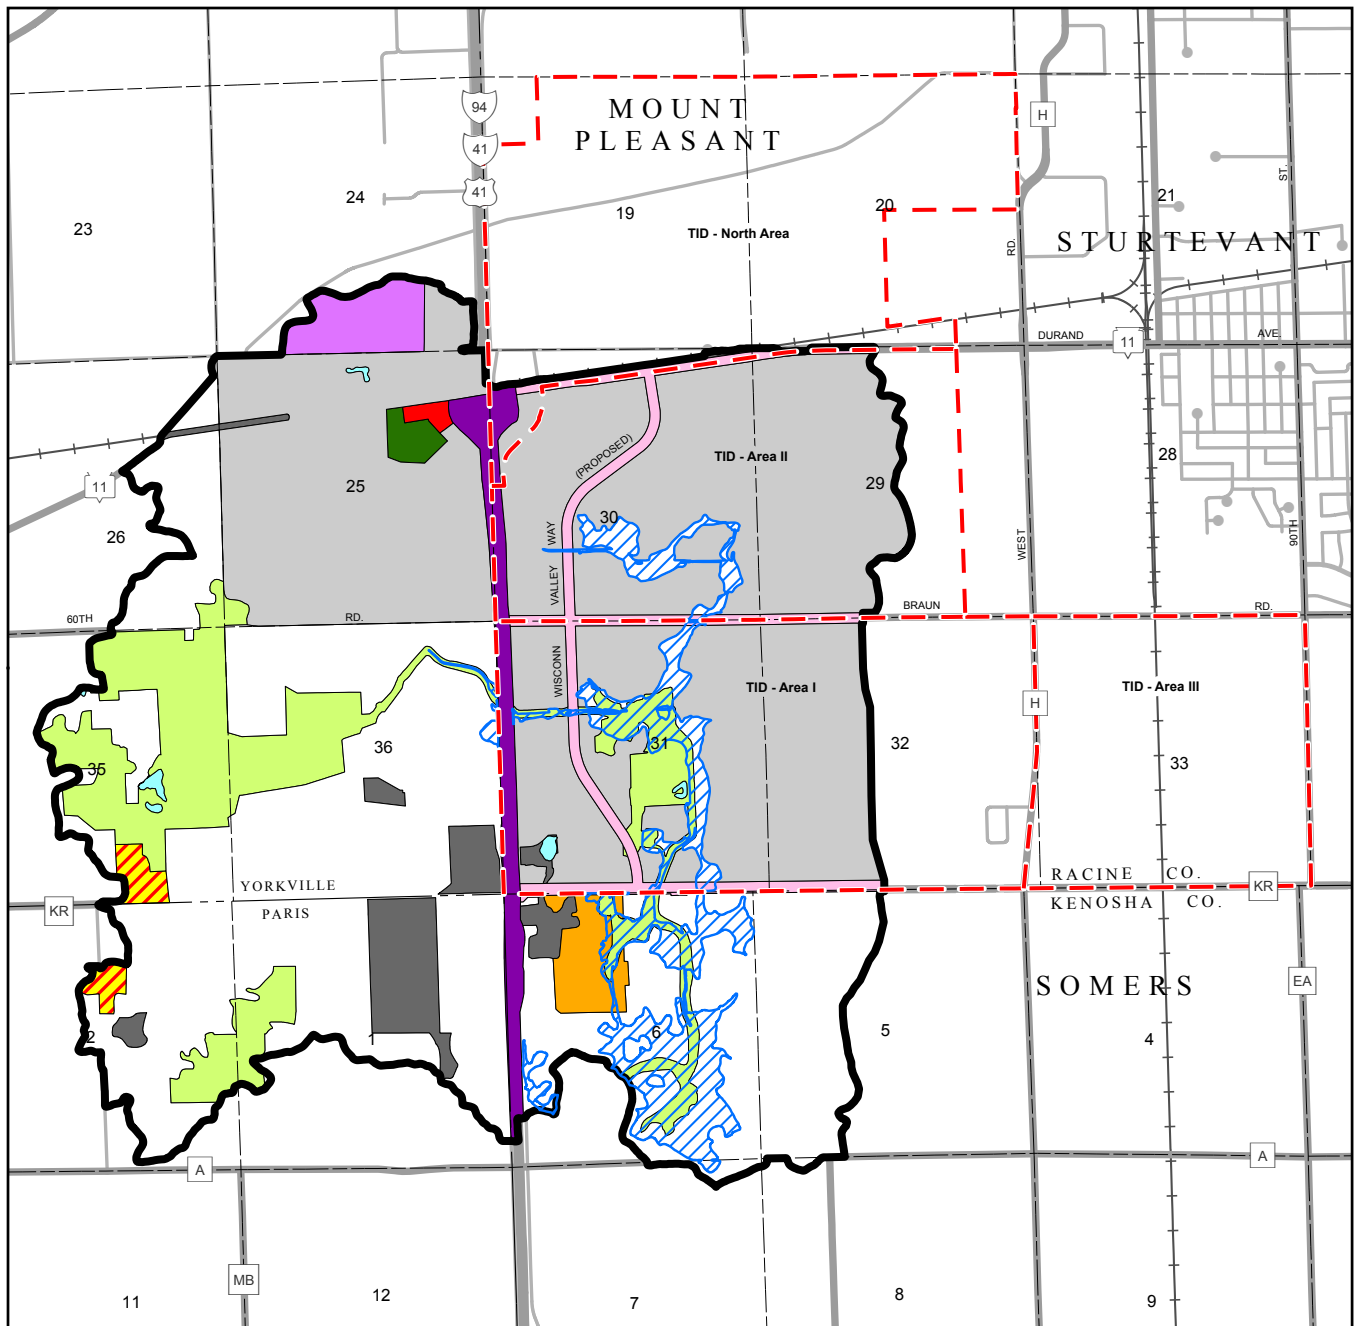 94
MOUNT
PLEASANT
H
41
41
24
21
ST.
19
20
23
TID - North Area
RD.
STURTEVANT
DURAND
AVE.
11
(PROPOSED)
TID - Area II
28
11
25
29
30
26
WAY
WEST
90TH
VALLEY
60TH
RD.
BRAUN
RD.
WISCONN
TID - Area I
TID - Area III
H
36
31
32
33
35
YORKVILLE
RACINE CO.
KR
KR
PARIS
KENOSHA CO.
SOMERS
EA
2
1
6
5
4
A
A
MB
11
12
7
8
9